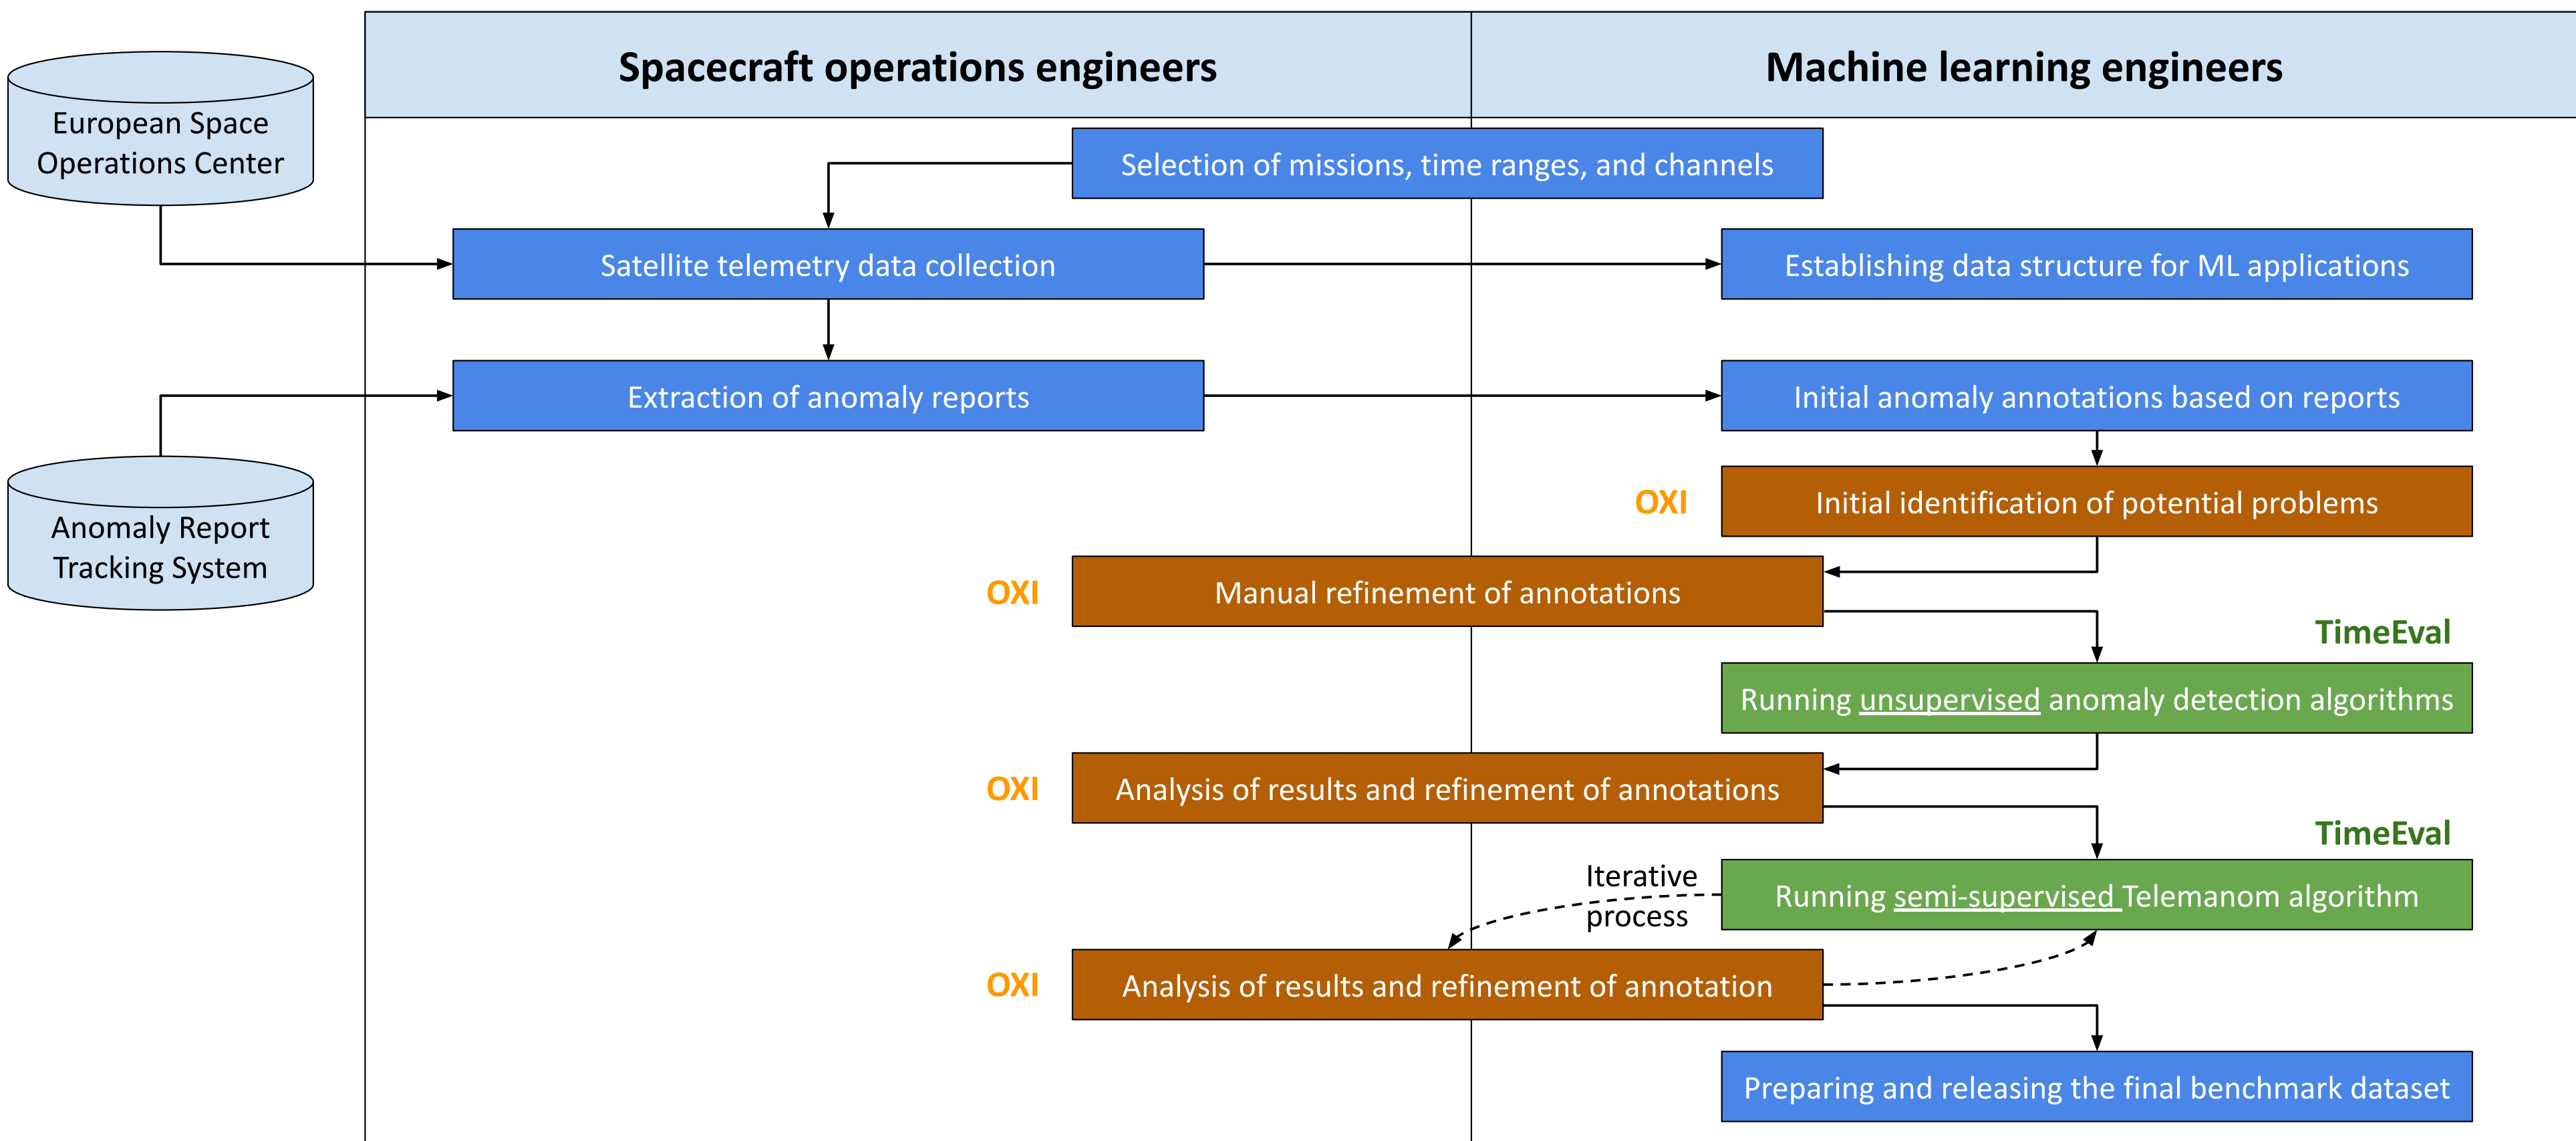 Spacecraft operations engineers
Machine learning engineers
European Space
Operations Center
Selection of missions, time ranges, and channels
Satellite telemetry data collection
Establishing data structure for ML applications
Extraction of anomaly reports
Initial anomaly annotations based on reports
Anomaly Report
Tracking System
OXI
Initial identification of potential problems
OXI
Manual refinement of annotations
TimeEval
Running unsupervised anomaly detection algorithms
OXI
Analysis of results and refinement of annotations
TimeEval
Iterative
process
Running semi-supervised Telemanom algorithm
OXI
Analysis of results and refinement of annotation
Preparing and releasing the final benchmark dataset